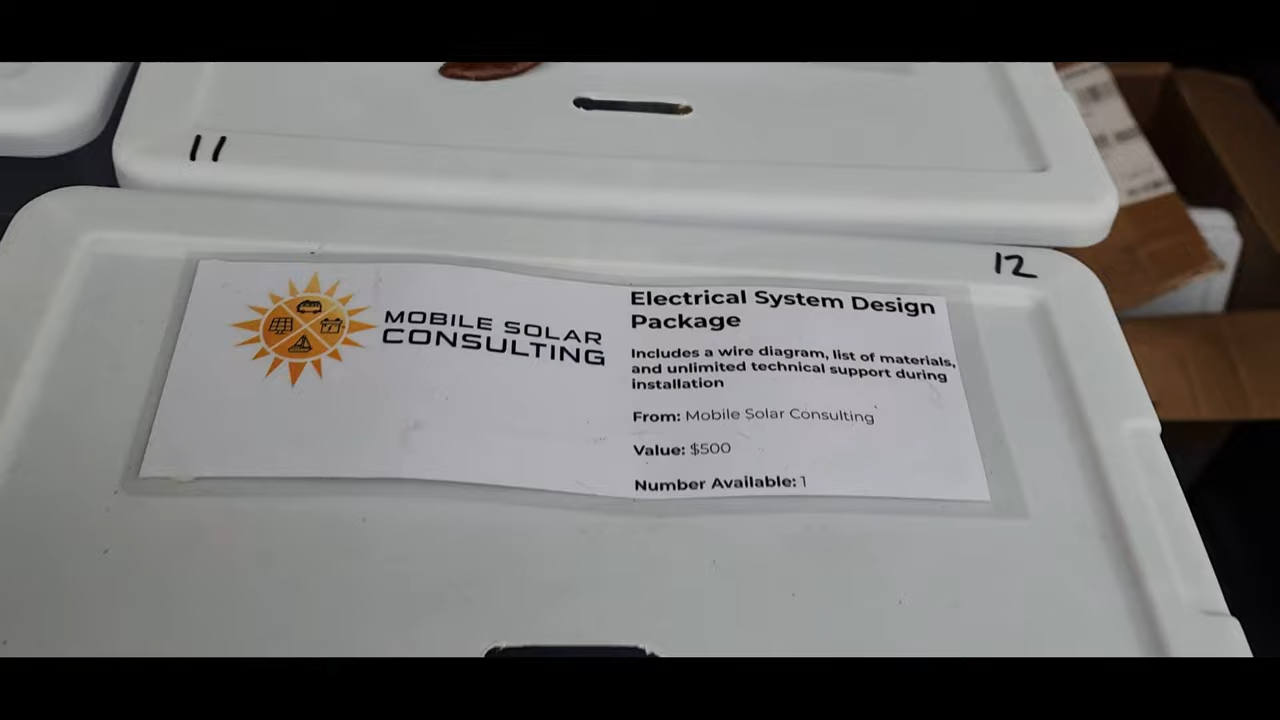 11
12
MOBILE SOLAR
CONSULTING
Electrical System Design
Package
Includes a wire diagram, list of materials,
and unlimited technical support during
installation
From: Mobile Solar Consulting
Value: $500
Number Available: 1